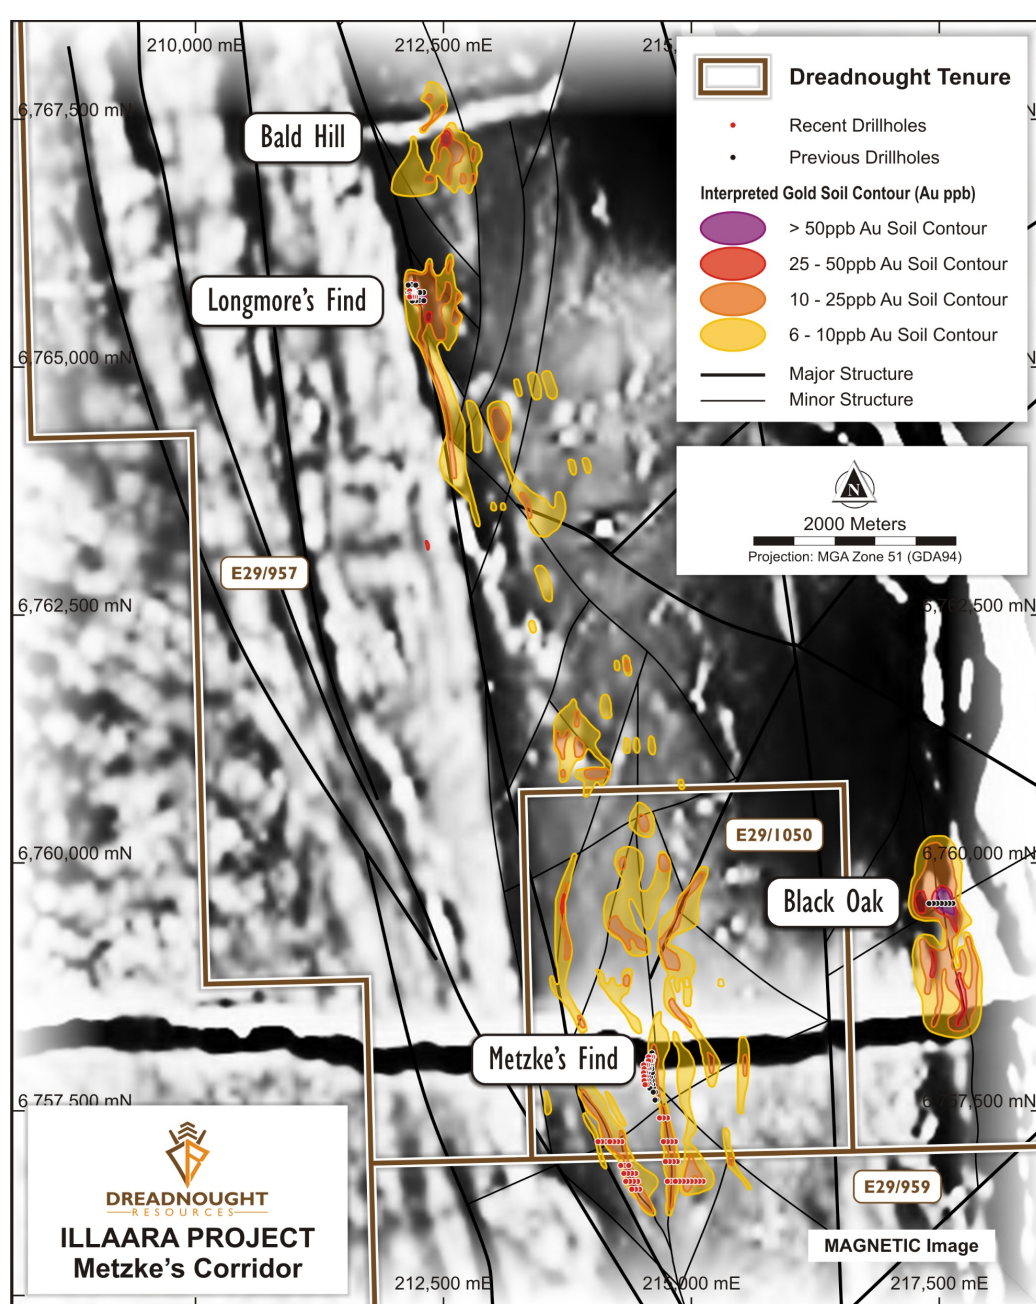 210,000 mE
212,500 mE
215,
6,767,500 mN
Bald Hill
Dreadnought Tenure
Recent Drillholes
Previous Drillholes
Interpreted Gold Soil Contour (Au ppb)
> 50ppb Au Soil Contour
25 - 50ppb Au Soil Contour
10 - 25ppb Au Soil Contour
6 - 10ppb Au Soil Contour
Major Structure
Minor Structure
Longmore's Find
6,765,000 mN
N
2000 Meters
Projection: MGA Zone 51 (GDA94)
E29/957
6,762,500 mN
6,762,500 mN
E29/1050
6,760,000 mN
6,760,000 mN
Black Oak
Metzke's Find
6,757,500 mN
6,757,500 mN
DREADNOUGHT
RESOURCES
ILLAARA PROJECT
Metzke's Corridor
E29/959
MAGNETIC Image
212,500 mE
215,000 mE
217,500 mE